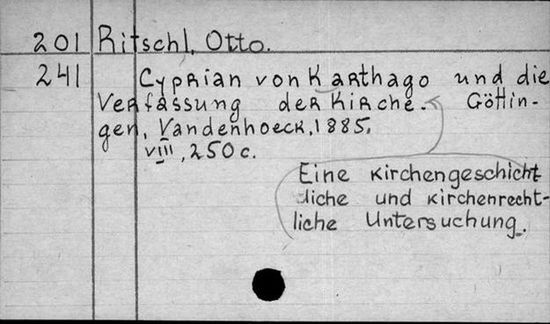 201 Ritschl, Otto.
241 Cyprian von Karthago und die
Verfassung der Kirche. Göttin-
gen, Vandenhoeck, 1885.
VIII, 250 c.
Eine kirchengeschicht
liche und kirchenrecht-
liche Untersuchung.